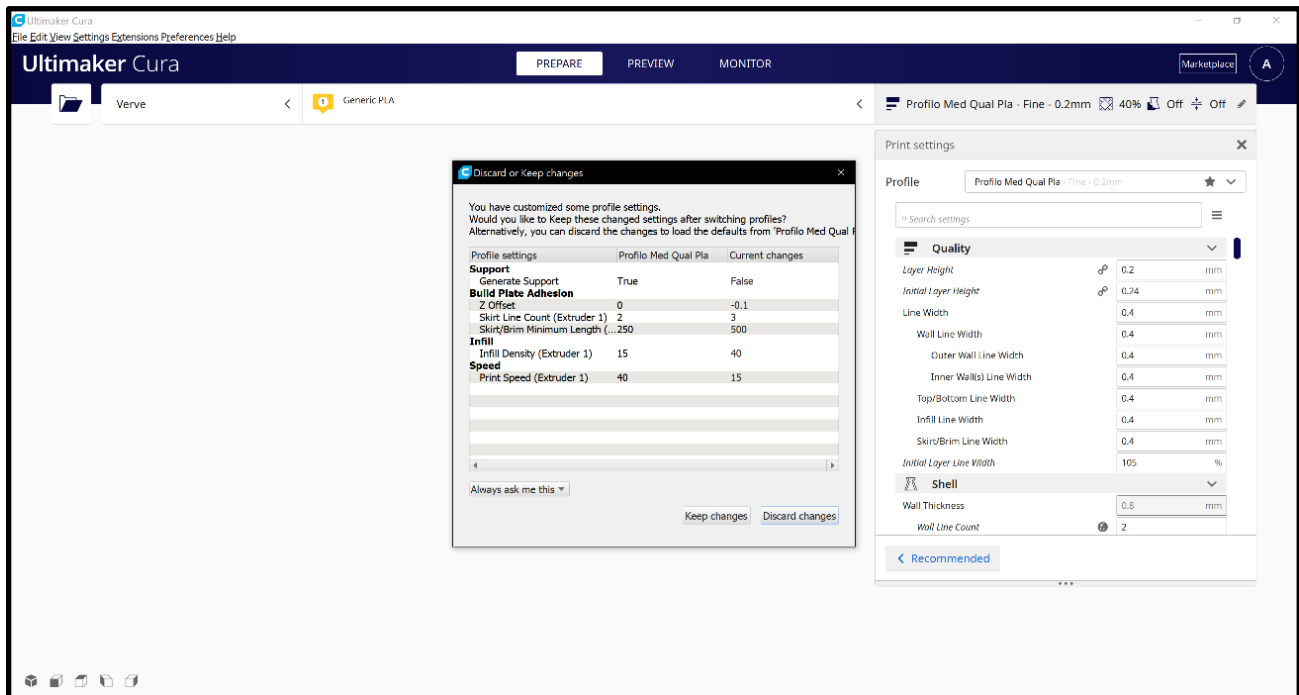 Ultimaker Cura
File Edit View Settings Extensions Preferences Help
Ultimaker Cura
PREPARE PREVIEW MONITOR
Marketplace A
Verve
1 Generic PLA
Profilo Med Qual Pla - Fine - 0.2mm 40% Off Off
Print settings
Profile Profilo Med Qual Pla - Fine - 0.2mm
Search settings
Quality
Layer Height 0.2 mm
Initial Layer Height 0.24 mm
Line Width 0.4 mm
Wall Line Width 0.4 mm
Outer Wall Line Width 0.4 mm
Inner Wall(s) Line Width 0.4 mm
Top/Bottom Line Width 0.4 mm
Infill Line Width 0.4 mm
Skirt/Brim Line Width 0.4 mm
Initial Layer Line Width 105 %
Shell
Wall Thickness 0.8 mm
Wall Line Count 2
Recommended
Discard or Keep changes
You have customized some profile settings.
Would you like to Keep these changed settings after switching profiles?
Alternatively, you can discard the changes to load the defaults from 'Profilo Med Qual
Profile settings Profilo Med Qual Pla Current changes
Support
Generate Support True False
Build Plate Adhesion
Z Offset 0 -0.1
Skirt Line Count (Extruder 1) 2 3
Skirt/Brim Minimum Length (... 250 500
Infill
Infill Density (Extruder 1) 15 40
Speed
Print Speed (Extruder 1) 40 15
Always ask me this
Keep changes Discard changes